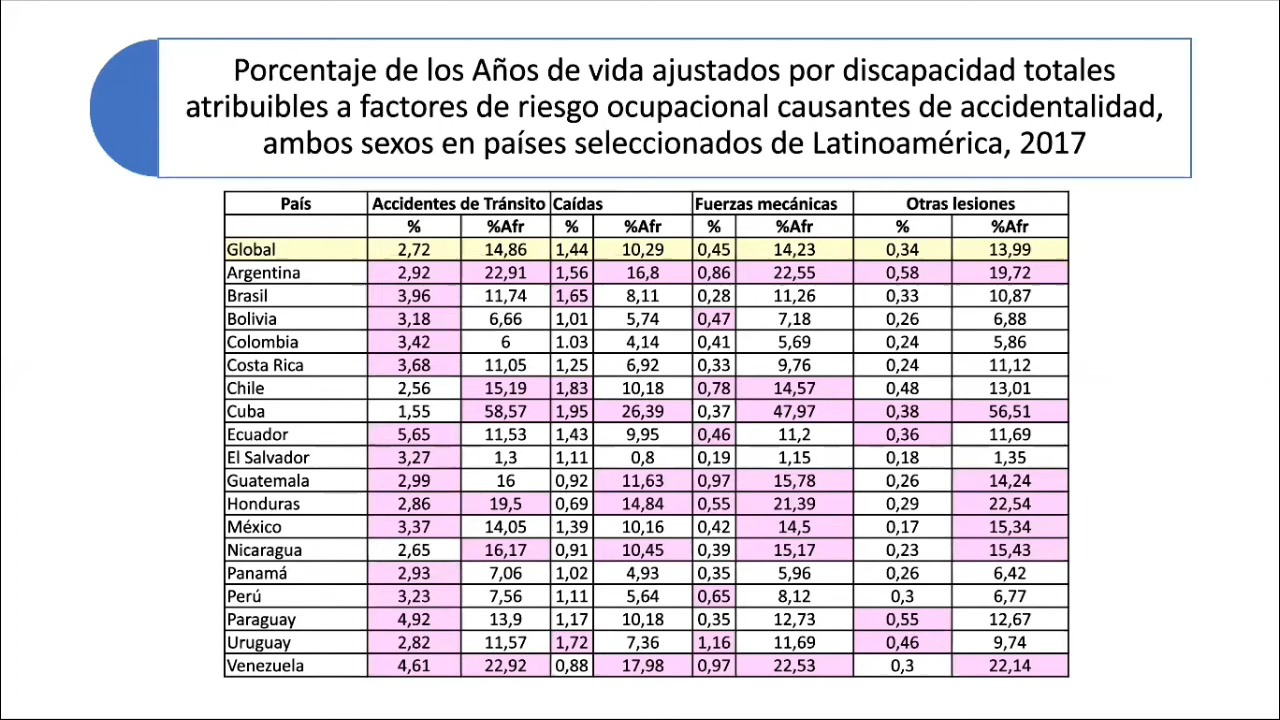 Porcentaje de los Años de vida ajustados por discapacidad totales
atribuibles a factores de riesgo ocupacional causantes de accidentalidad,
ambos sexos en países seleccionados de Latinoamérica, 2017
País Accidentes de Tránsito Caídas Fuerzas mecánicas Otras lesiones
% %Afr % %Afr % %Afr % %Afr
Global 2,72 14,86 1,44 10,29 0,45 14,23 0,34 13,99
Argentina 2,92 22,91 1,56 16,8 0,86 22,55 0,58 19,72
Brasil 3,96 11,74 1,65 8,11 0,28 11,26 0,33 10,87
Bolivia 3,18 6,66 1,01 5,74 0,47 7,18 0,26 6,88
Colombia 3,42 6 1.03 4,14 0,41 5,69 0,24 5,86
Costa Rica 3,68 11,05 1,25 6,92 0,33 9,76 0,24 11,12
Chile 2,56 15,19 1,83 10,18 0,78 14,57 0,48 13,01
Cuba 1,55 58,57 1,95 26,39 0,37 47,97 0,38 56,51
Ecuador 5,65 11,53 1,43 9,95 0,46 11,2 0,36 11,69
El Salvador 3,27 1,3 1,11 0,8 0,19 1,15 0,18 1,35
Guatemala 2,99 16 0,92 11,63 0,97 15,78 0,26 14,24
Honduras 2,86 19,5 0,69 14,84 0,55 21,39 0,29 22,54
México 3,37 14,05 1,39 10,16 0,42 14,5 0,17 15,34
Nicaragua 2,65 16,17 0,91 10,45 0,39 15,17 0,23 15,43
Panamá 2,93 7,06 1,02 4,93 0,35 5,96 0,26 6,42
Perú 3,23 7,56 1,11 5,64 0,65 8,12 0,3 6,77
Paraguay 4,92 13,9 1,17 10,18 0,35 12,73 0,55 12,67
Uruguay 2,82 11,57 1,72 7,36 1,16 11,69 0,46 9,74
Venezuela 4,61 22,92 0,88 17,98 0,97 22,53 0,3 22,14